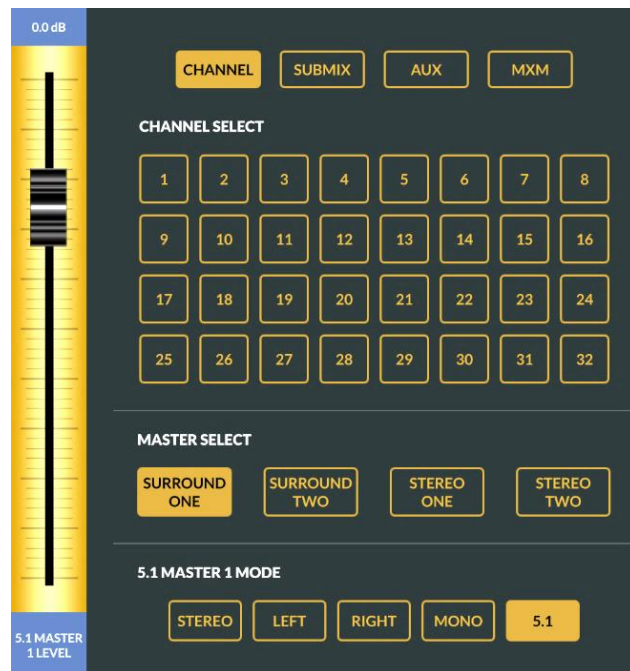 0.0 dB
CHANNEL SUBMIX AUX MXM
CHANNEL SELECT
1 2 3 4 5 6 7 8
9 10 11 12 13 14 15 16
17 18 19 20 21 22 23 24
25 26 27 28 29 30 31 32
MASTER SELECT
SURROUND ONE
SURROUND TWO
STEREO ONE
STEREO TWO
5.1 MASTER 1 MODE
STEREO LEFT RIGHT MONO 5.1
5.1 MASTER
1 LEVEL